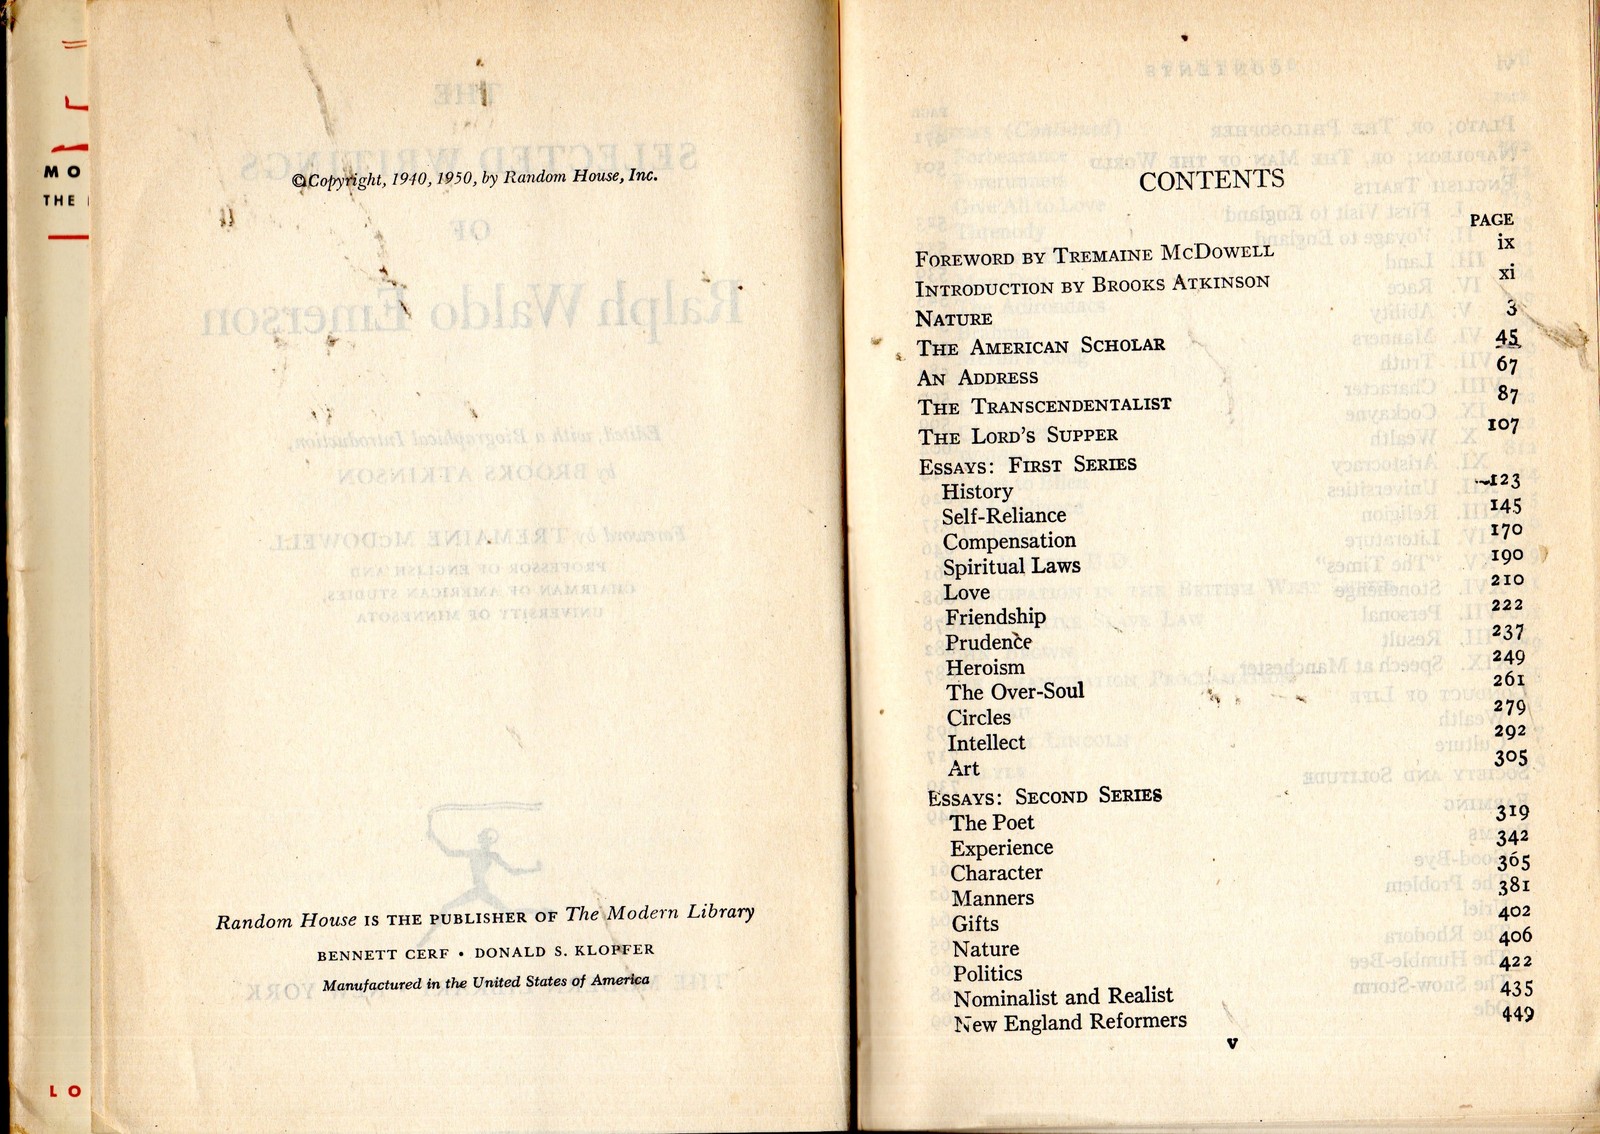 MO
THE
LO
©Copyright, 1940, 1950, by Random House, Inc.
Random House IS THE PUBLISHER OF The Modern Library
BENNETT CERF • DONALD S. KLOPFER
Manufactured in the United States of America
CONTENTS
PAGE
FOREWORD BY TREMAINE MCDOWELL ix
INTRODUCTION BY BROOKS ATKINSON xi
NATURE 3
THE AMERICAN SCHOLAR 45
AN ADDRESS 67
THE TRANSCENDENTALIST 87
THE LORD'S SUPPER 107
ESSAYS: FIRST SERIES
History 123
Self-Reliance 145
Compensation 170
Spiritual Laws 190
Love 210
Friendship 222
Prudence 237
Heroism 249
The Over-Soul 261
Circles 279
Intellect 292
Art 305
ESSAYS: SECOND SERIES
The Poet 319
Experience 342
Character 365
Manners 381
Gifts 402
Nature 406
Politics 422
Nominalist and Realist 435
New England Reformers 449
v